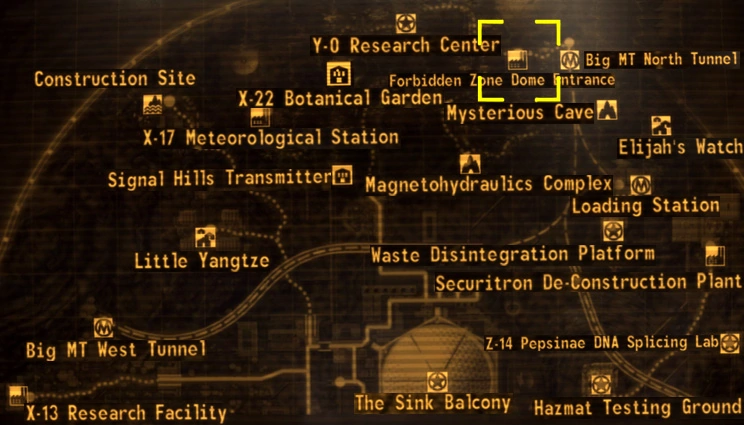 Y-0 Research Center
Big MT North Tunnel
Construction Site
Forbidden Zone Dome Entrance
X-22 Botanical Garden
Mysterious Cave
X-17 Meteorological Station
Elijah's Watch
Signal Hills Transmitter
Magnetohydraulics Complex
Loading Station
Little Yangtze
Waste Disintegration Platform
Securitron De-Construction Plant
Big MT West Tunnel
Z-14 Pepsinae DNA Splicing Lab
The Sink Balcony
Hazmat Testing Ground
X-13 Research Facility